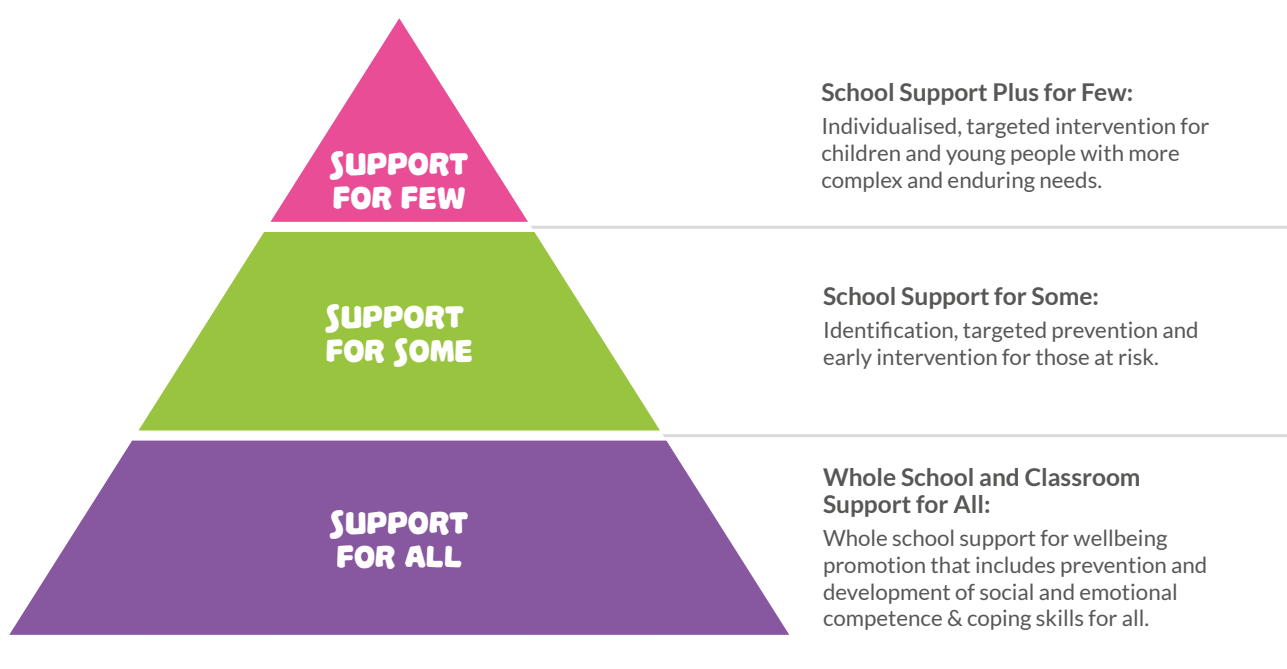 SUPPORT
FOR FEW
School Support Plus for Few:
Individualised, targeted intervention for
children and young people with more
complex and enduring needs.
SUPPORT
FOR SOME
School Support for Some:
Identification, targeted prevention and
early intervention for those at risk.
SUPPORT
FOR ALL
Whole School and Classroom
Support for All:
Whole school support for wellbeing
promotion that includes prevention and
development of social and emotional
competence & coping skills for all.